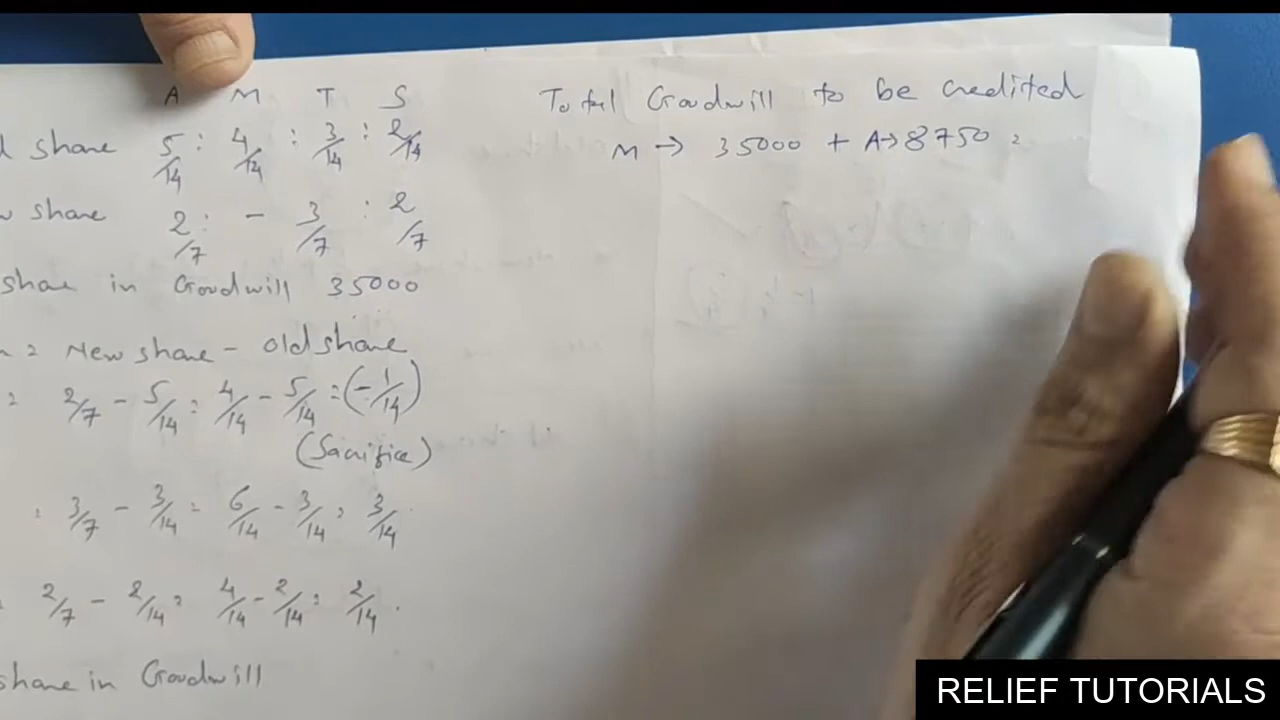 A M T S
d share 5/14 : 4/14 : 3/14 : 2/14
w share 2/7 : - 3/7 : 2/7
share in Goodwill 35000
n = New share - old share
= 2/7 - 5/14 = 4/14 - 5/14 = (-1/14)
(Sacrifice)
= 3/7 - 3/14 = 6/14 - 3/14 = 3/14
2/7 - 2/14 = 4/14 - 2/14 = 2/14 .
share in Goodwill
Total Goodwill to be credited
M → 35000 + A → 8750 =
RELIEF TUTORIALS